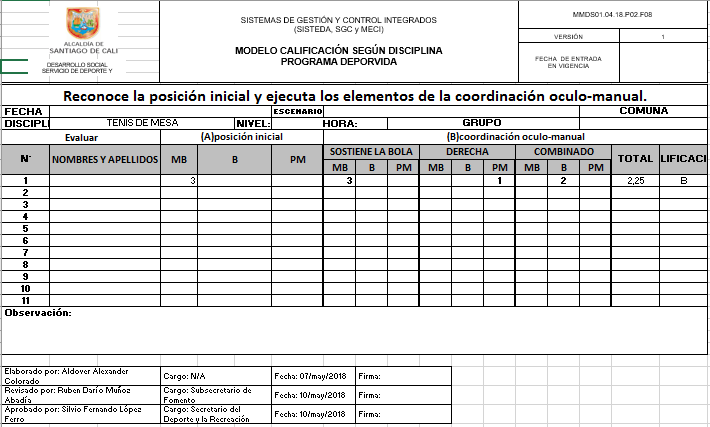 ALCALDÍA DE
SANTIAGO DE CALI
DESARROLLO SOCIAL
SERVICIO DE DEPORTE Y
SISTEMAS DE GESTIÓN Y CONTROL INTEGRADOS
(SISTEDA, SGC y MECI)
MODELO CALIFICACIÓN SEGÚN DISCIPLINA
PROGRAMA DEPORVIDA
MMDS01.04.18.P02.F08
VERSIÓN 1
FECHA DE ENTRADA
EN VIGENCIA
Reconoce la posición inicial y ejecuta los elementos de la coordinación oculo-manual.
FECHA ESCENARIO COMUNA
DISCIPLI TENIS DE MESA NIVEL: HORA: GRUPO
Evaluar (A)posición inicial (B)coordinación oculo-manual
N° NOMBRES Y APELLIDOS MB B PM SOSTIENE LA BOLA DERECHA COMBINADO TOTAL LIFICACI
MB B PM MB B PM MB B PM
1 3 3 1 2 2,25 B
2
3
4
5
6
7
8
9
10
11
Observación:
Elaborado por: Aldover Alexander Colorado Cargo: N/A Fecha: 07/may/2018 Firma:
Revisado por: Ruben Darío Muñoz Abadía Cargo: Subsecretario de Fomento Fecha: 10/may/2018 Firma:
Aprobado por: Silvio Fernando López Ferro Cargo: Secretario del Deporte y la Recreación Fecha: 10/may/2018 Firma: